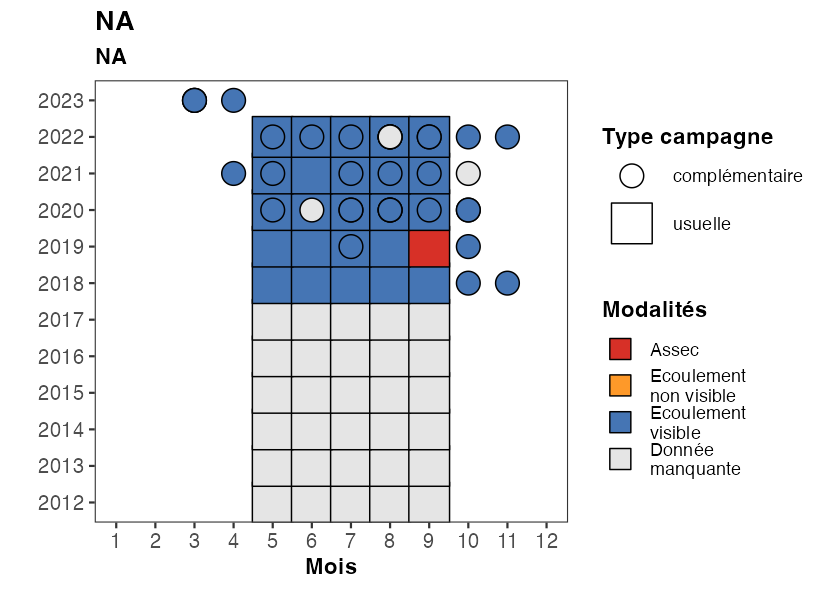 NA
NA
2023
2022
2021
2020
2019
2018
2017
2016
2015
2014
2013
2012
1 2 3 4 5 6 7 8 9 10 11 12
Mois
Type campagne
complémentaire
usuelle
Modalités
Assec
Ecoulement
non visible
Ecoulement
visible
Donnée
manquante